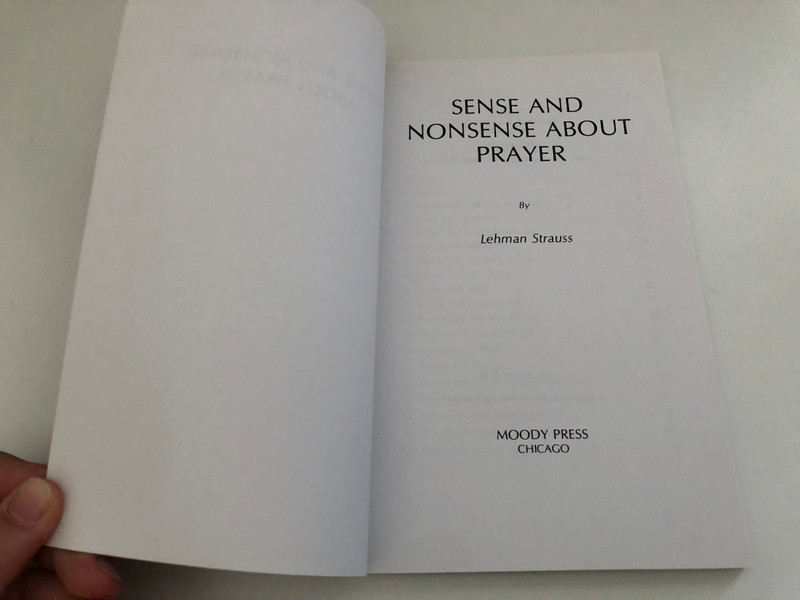 SENSE AND
NONSENSE ABOUT
PRAYER
By
Lehman Strauss
MOODY PRESS
CHICAGO